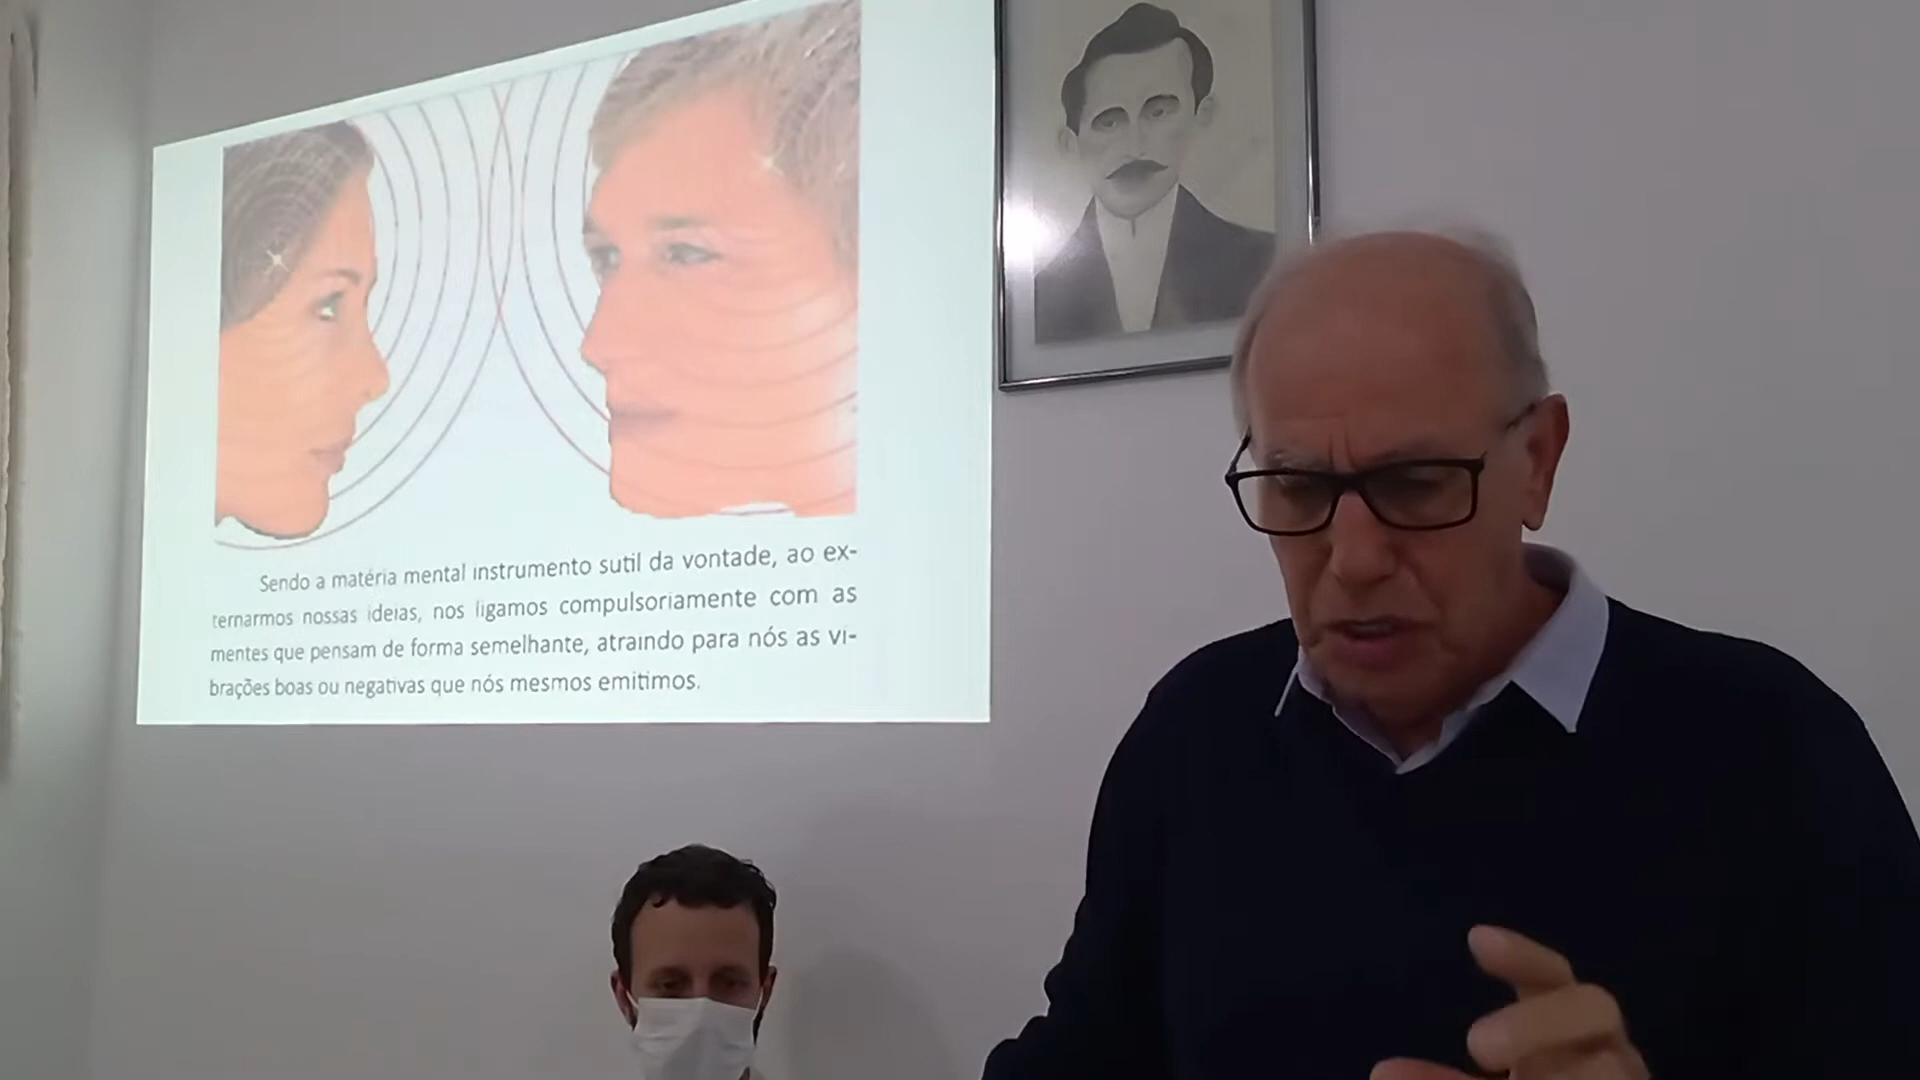 Sendo a matéria mental instrumento sutil da vontade, ao ex-
ternarmos nossas ideias, nos ligamos compulsoriamente com as
mentes que pensam de forma semelhante, atraindo para nós as vi-
brações boas ou negativas que nós mesmos emitimos.